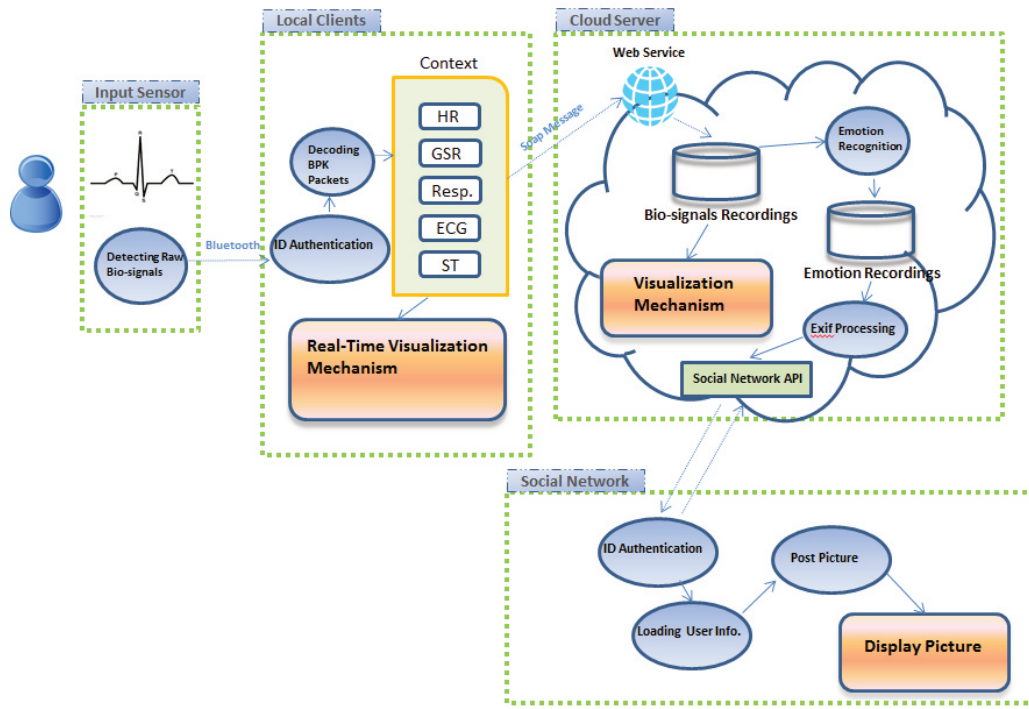 Local Clients
Cloud Server
Input Sensor
Context
Web Service
HR
GSR
Resp.
ECG
ST
Decoding
BPK
Packets
Soap Message
Emotion
Recognition
Bio-signals Recordings
Emotion Recordings
R
P
T
Q
S
Detecting Raw
Bio-signals
Bluetooth
ID Authentication
Visualization
Mechanism
Real-Time Visualization
Mechanism
Exif Processing
Social Network API
Social Network
ID Authentication
Post Picture
Loading User Info.
Display Picture